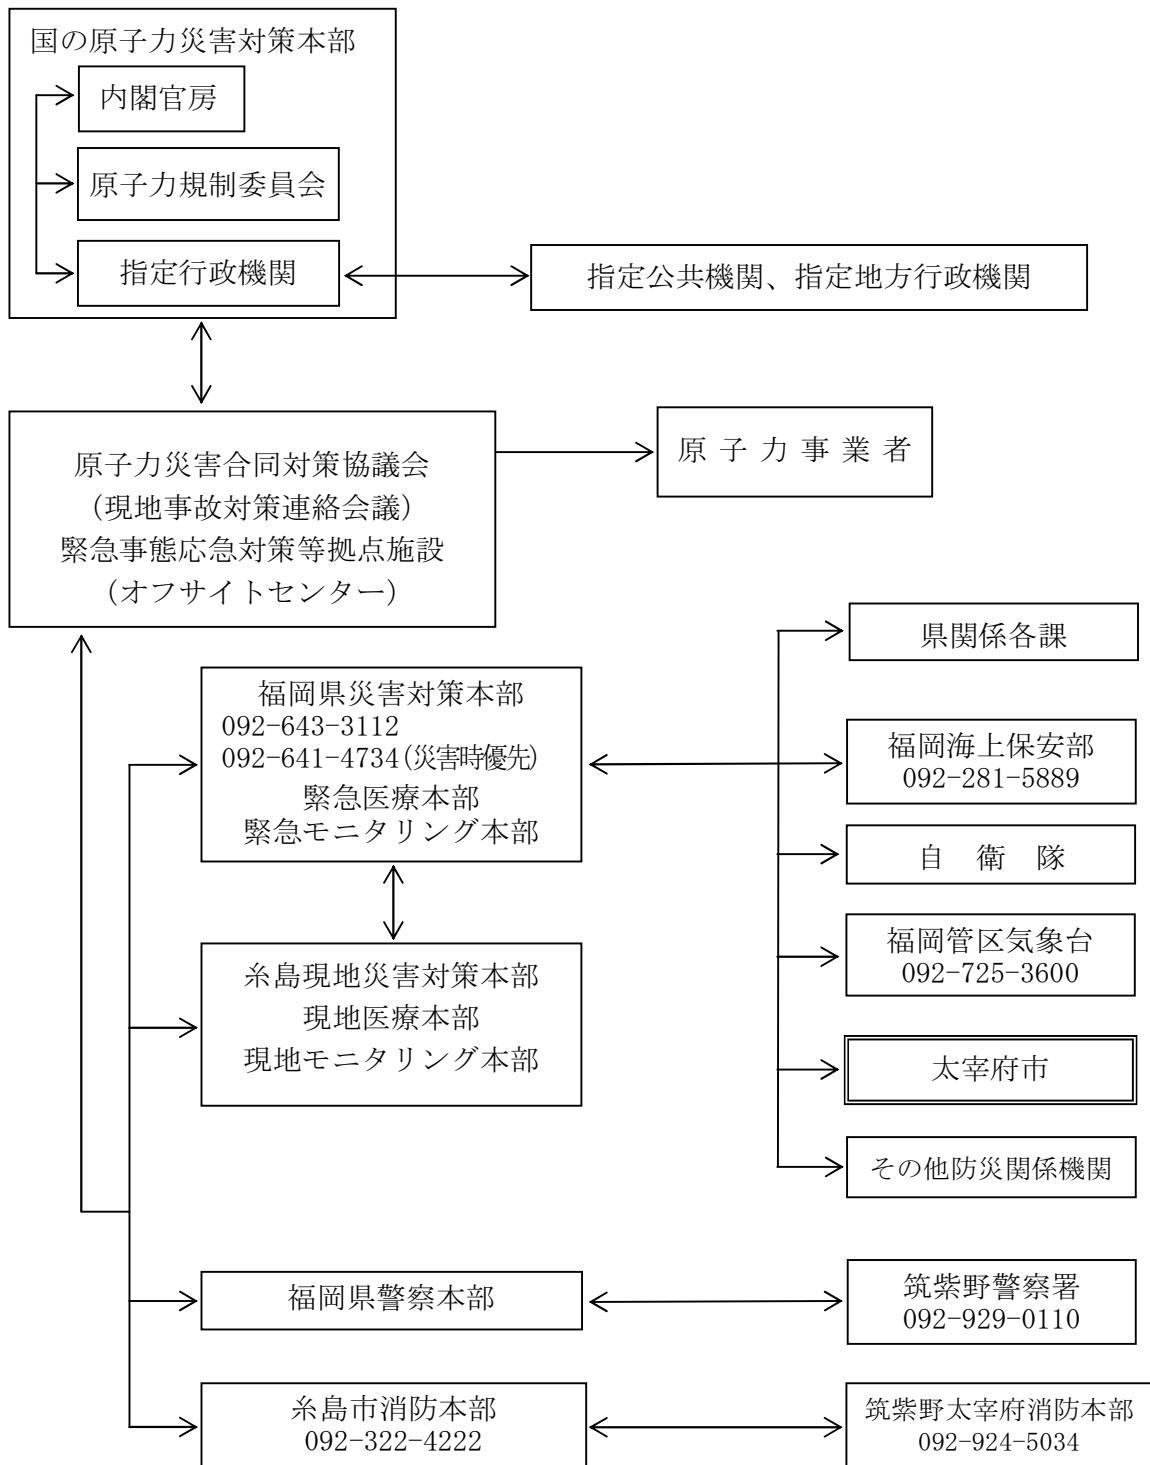 国の原子力災害対策本部
内閣官房
原子力規制委員会
指定行政機関
指定公共機関、指定地方行政機関
原子力災害合同対策協議会
(現地事故対策連絡会議)
緊急事態応急対策等拠点施設
(オフサイトセンター)
原子力事業者
福岡県災害対策本部
092-643-3112
092-641-4734(災害時優先)
緊急医療本部
緊急モニタリング本部
糸島現地災害対策本部
現地医療本部
現地モニタリング本部
県関係各課
福岡海上保安部
092-281-5889
自衛隊
福岡管区気象台
092-725-3600
太宰府市
その他防災関係機関
福岡県警察本部
筑紫野警察署
092-929-0110
糸島市消防本部
092-322-4222
筑紫野太宰府消防本部
092-924-5034